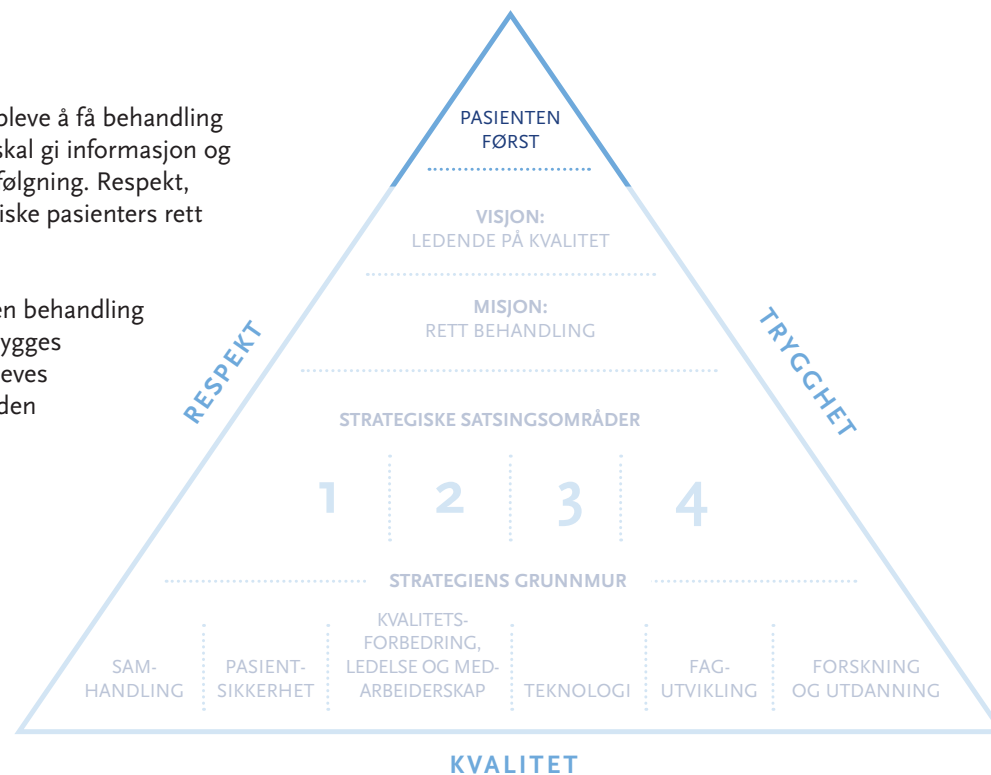 pleve å få behandling
skal gi informasjon og
følgning. Respekt,
iske pasienters rett
en behandling
ygges
eves
den
PASIENTEN
FØRST
VISJON:
LEDENDE PÅ KVALITET
MISJON:
RETT BEHANDLING
RESPEKT
TRYGGHET
STRATEGISKE SATSINGSOMRÅDER
1 2 3 4
STRATEGIENS GRUNNMUR
SAM-
HANDLING
PASIENT-
SIKKERHET
KVALITETS-
FORBEDRING,
LEDELSE OG MED-
ARBEIDERSKAP
TEKNOLOGI
FAG-
UTVIKLING
FORSKNING
OG UTDANNING
KVALITET